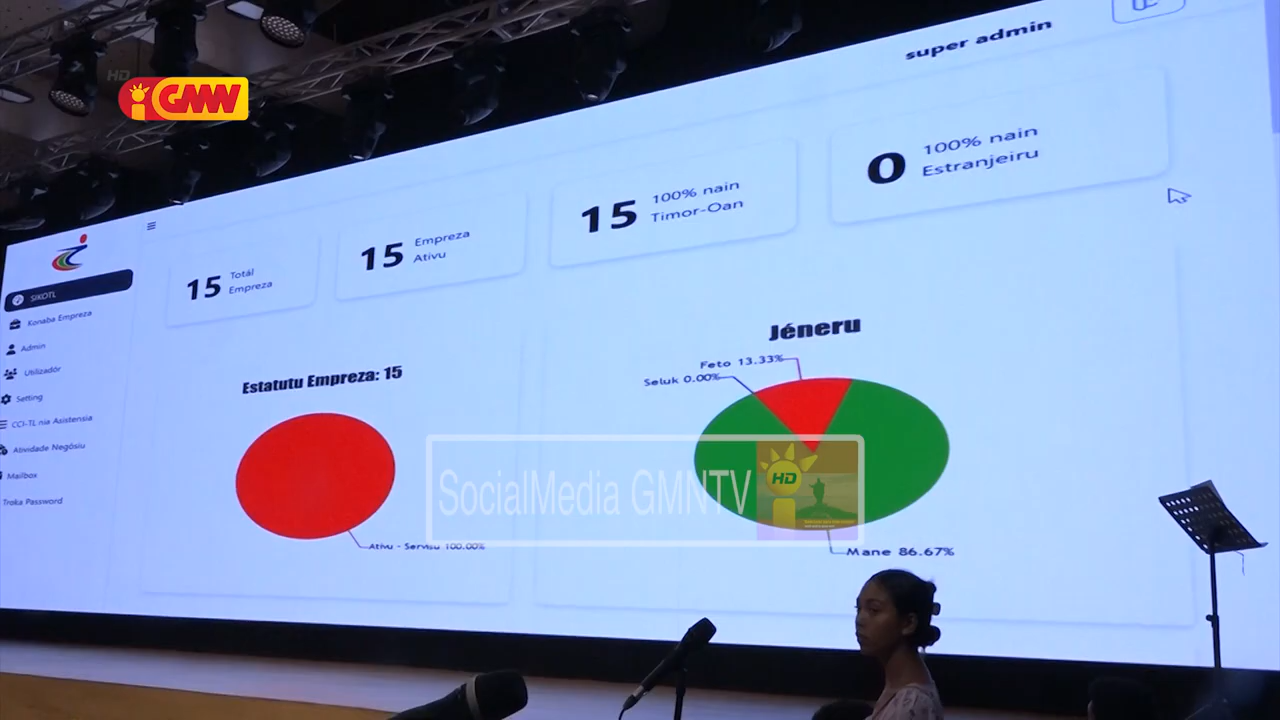 HD
GMN
super admin
15 Totál
Empreza
15 Empreza
Ativu
15 100% nain
Timor-Oan
0 100% nain
Estranjeiru
SIKOTL
Konaba Empreza
Admin
Utilizadór
Setting
CCI-TL nia Asistensia
Atividade Negósiu
Mailbox
Troka Password
Estatutu Empreza: 15
Ativu - Servisu 100.00%
Jéneru
Feto 13.33%
Seluk 0.00%
Mane 86.67%
SocialMedia GMNTV
HD